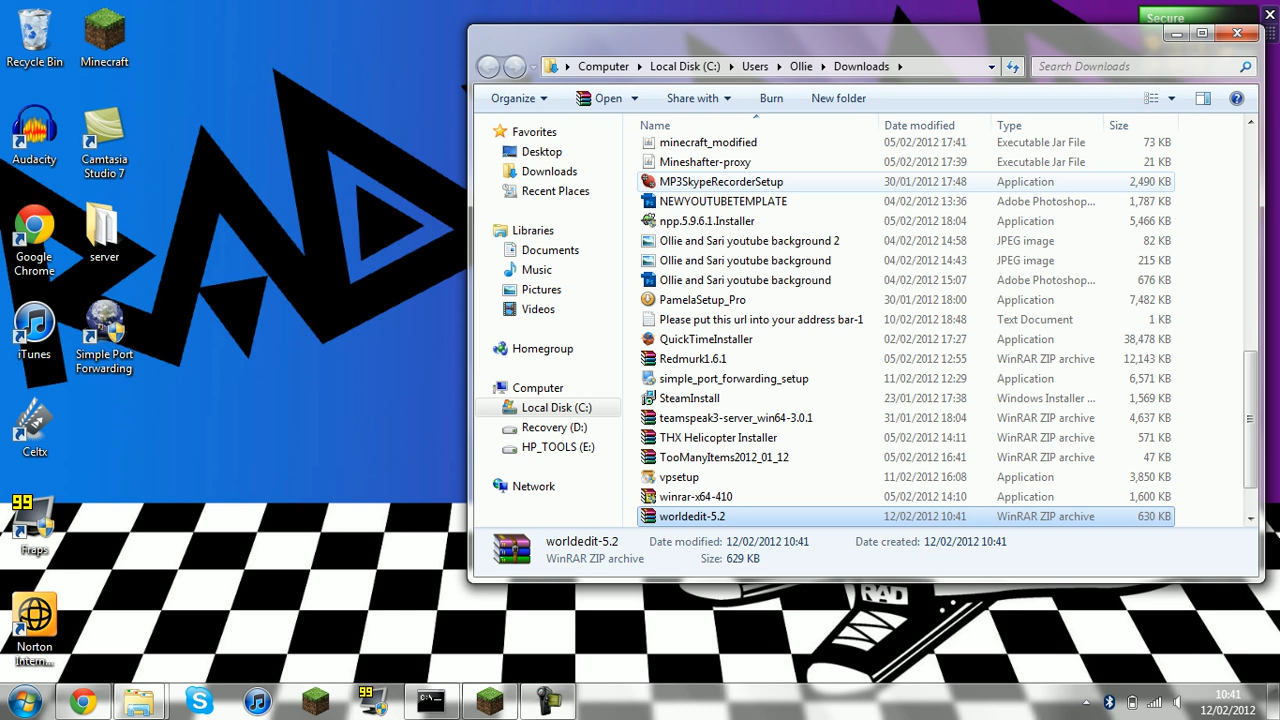 Recycle Bin
Minecraft
Audacity
Camtasia
Studio 7
Google
Chrome
server
iTunes
Simple Port
Forwarding
Celtx
99
Fraps
Norton
Intern...
Secure
Computer Local Disk (C:) Users Ollie Downloads
Search Downloads
Organize Open Share with Burn New folder
Favorites
Desktop
Downloads
Recent Places
Libraries
Documents
Music
Pictures
Videos
Homegroup
Computer
Local Disk (C:)
Recovery (D:)
HP_TOOLS (E:)
Network
Name Date modified Type Size
minecraft_modified 05/02/2012 17:41 Executable Jar File 73 KB
Mineshafter-proxy 05/02/2012 17:39 Executable Jar File 21 KB
MP3SkypeRecorderSetup 30/01/2012 17:48 Application 2,490 KB
NEWYOUTUBETEMPLATE 04/02/2012 13:36 Adobe Photoshop... 1,787 KB
npp.5.9.6.1.Installer 05/02/2012 18:04 Application 5,466 KB
Ollie and Sari youtube background 2 04/02/2012 14:58 JPEG image 82 KB
Ollie and Sari youtube background 04/02/2012 14:43 JPEG image 215 KB
Ollie and Sari youtube background 04/02/2012 15:07 Adobe Photoshop... 676 KB
PamelaSetup_Pro 30/01/2012 18:00 Application 7,482 KB
Please put this url into your address bar-1 10/02/2012 18:48 Text Document 1 KB
QuickTimeInstaller 02/02/2012 17:27 Application 38,478 KB
Redmurk1.6.1 05/02/2012 12:55 WinRAR ZIP archive 12,143 KB
simple_port_forwarding_setup 11/02/2012 12:29 Application 6,571 KB
SteamInstall 23/01/2012 17:38 Windows Installer ... 1,569 KB
teamspeak3-server_win64-3.0.1 31/01/2012 18:04 WinRAR ZIP archive 4,637 KB
THX Helicopter Installer 05/02/2012 14:11 WinRAR ZIP archive 571 KB
TooManyItems2012_01_12 05/02/2012 16:41 WinRAR ZIP archive 47 KB
vpsetup 11/02/2012 16:08 Application 3,850 KB
winrar-x64-410 05/02/2012 14:10 Application 1,600 KB
worldedit-5.2 12/02/2012 10:41 WinRAR ZIP archive 630 KB
worldedit-5.2 Date modified: 12/02/2012 10:41 Date created: 12/02/2012 10:41
WinRAR ZIP archive Size: 629 KB
RAD
99
C:\
10:41
12/02/2012